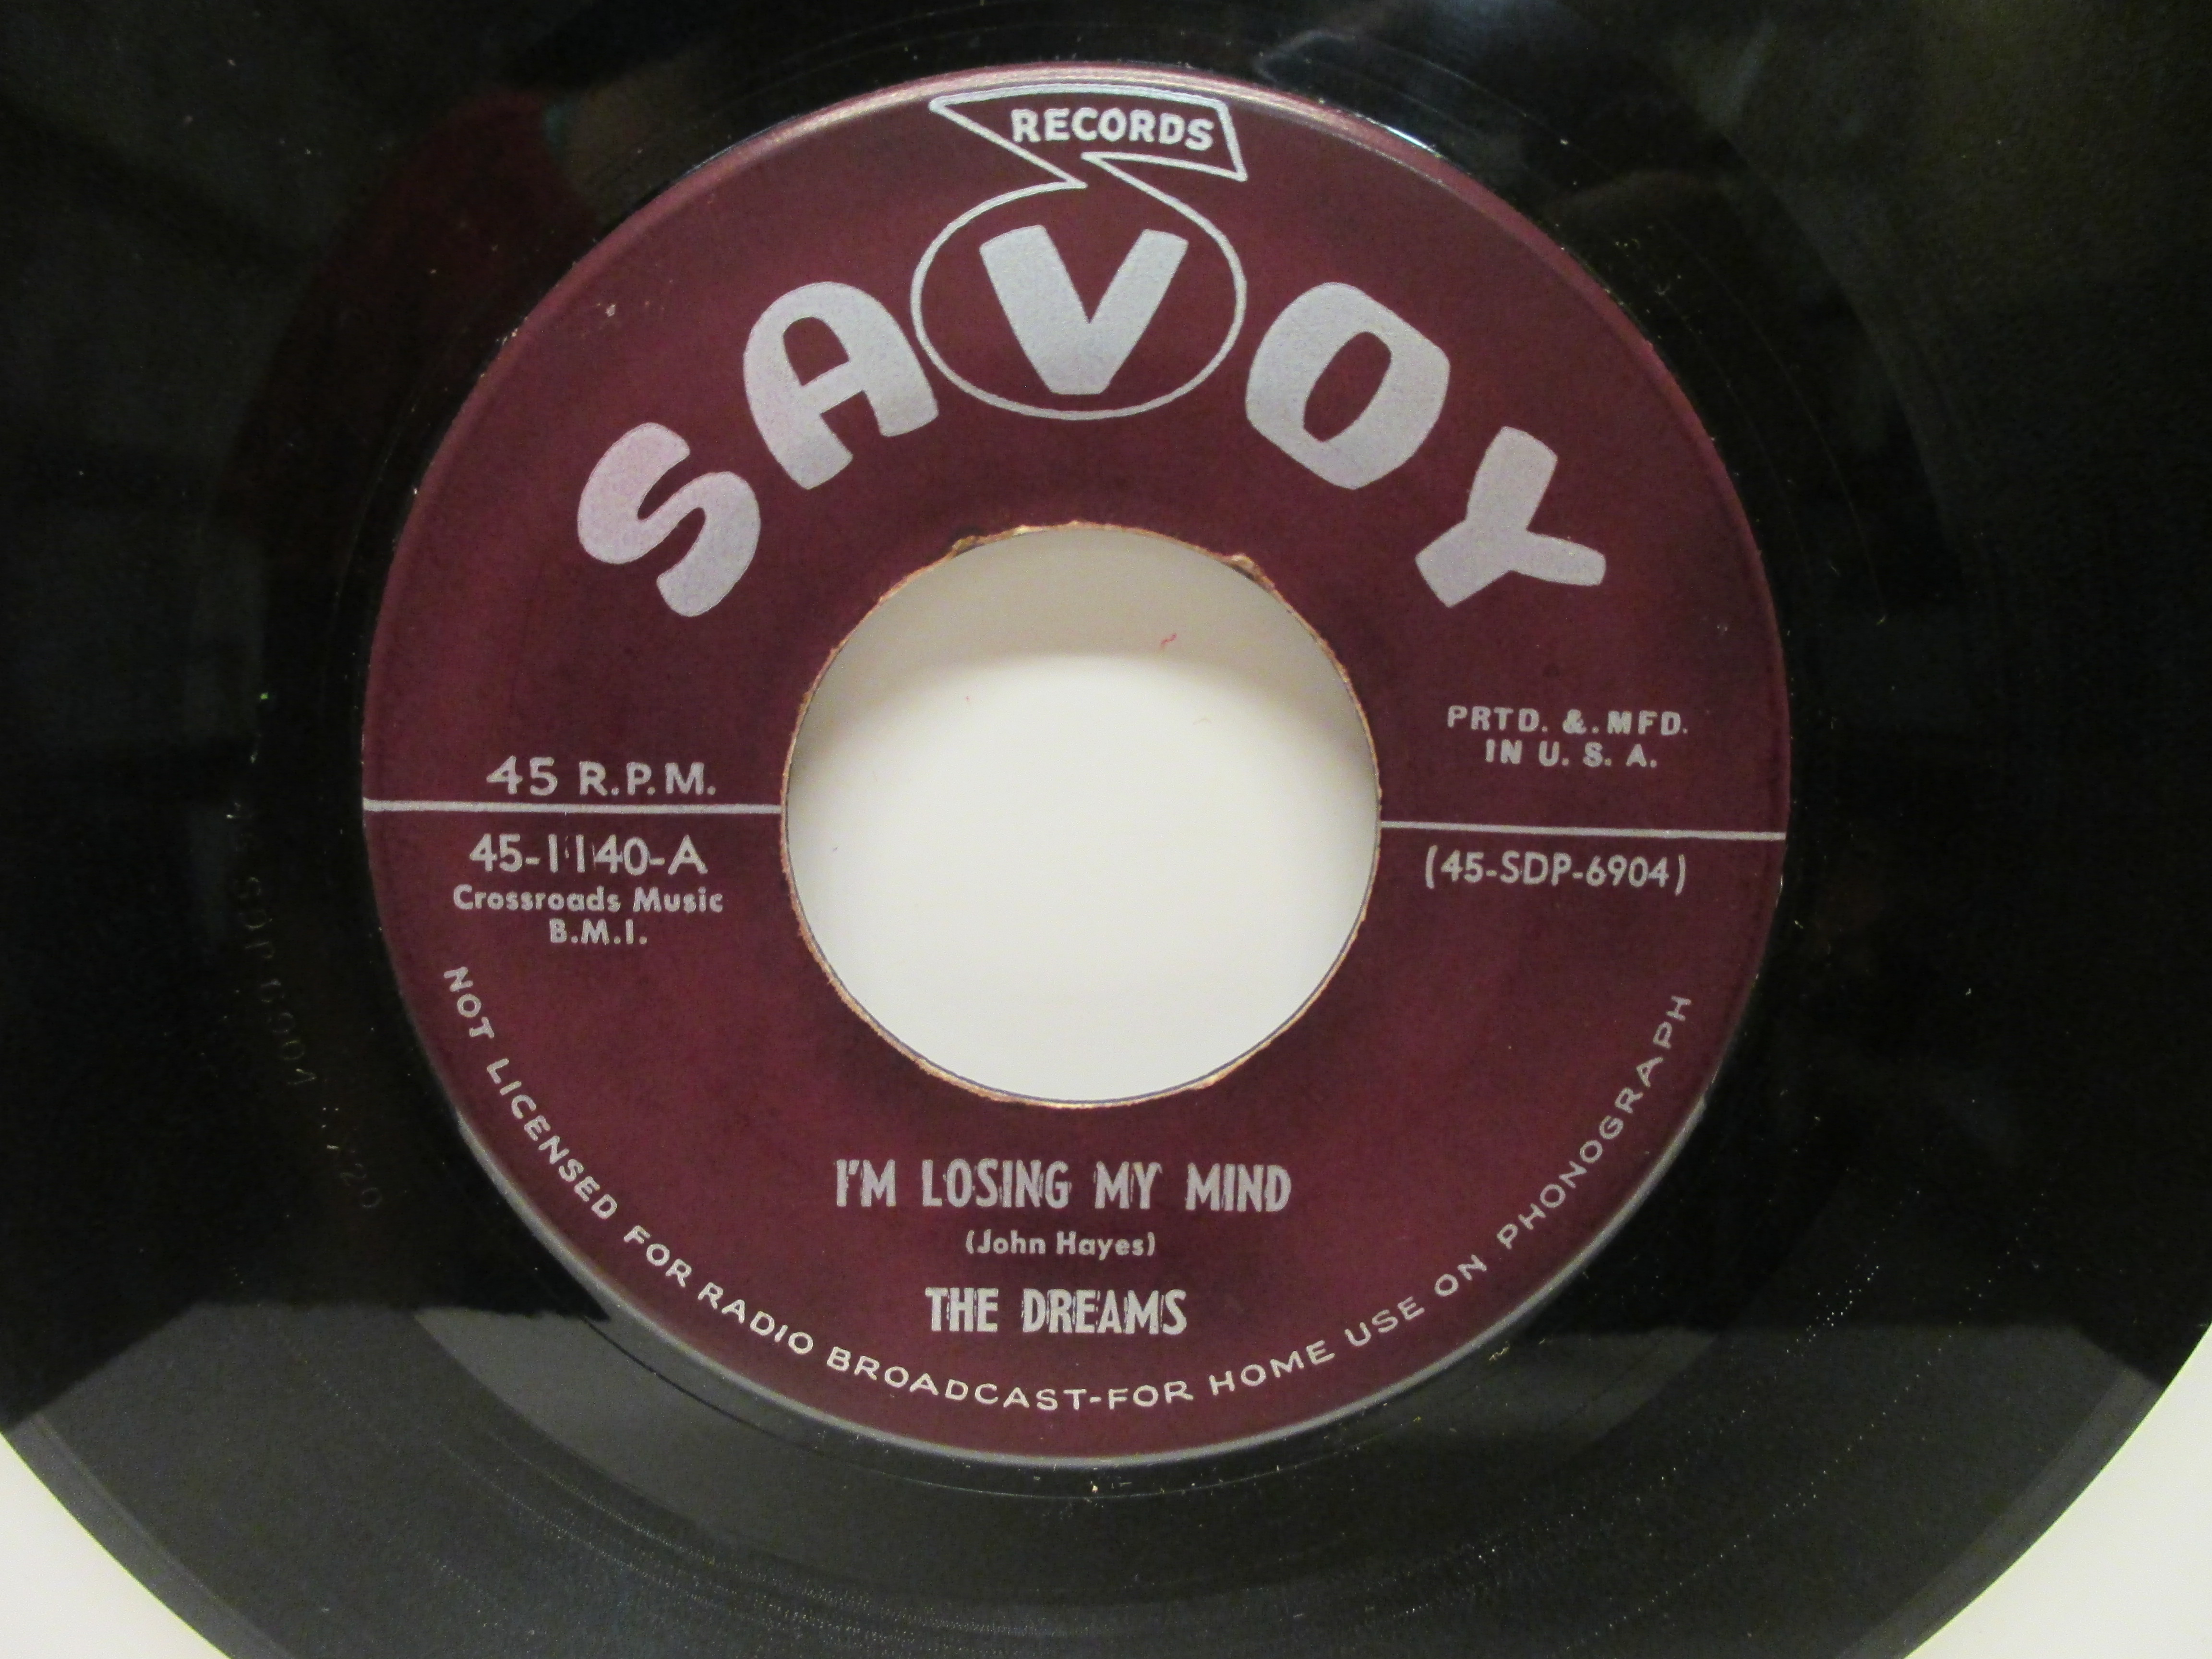 RECORDS
SAVOY
PRTD. &. MFD.
IN U. S. A.
45 R.P.M.
45-1140-A
Crossroads Music
B.M.I.
(45-SDP-6904)
I'M LOSING MY MIND
(John Hayes)
THE DREAMS
NOT LICENSED FOR RADIO BROADCAST-FOR HOME USE ON PHONOGRAPH